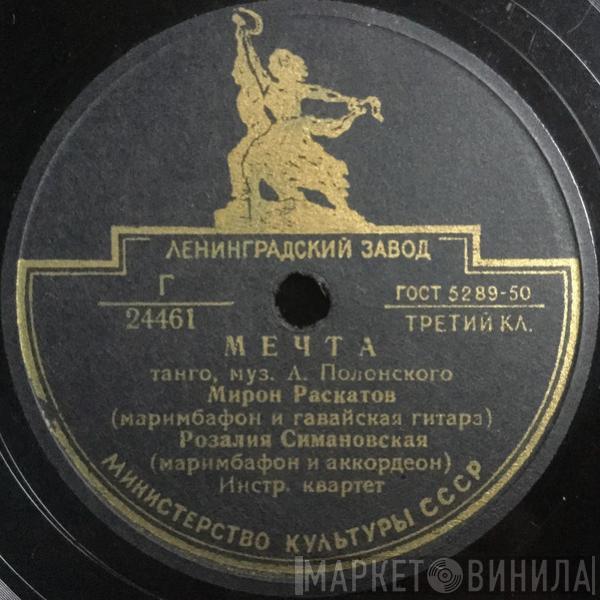 ЛЕНИНГРАДСКИЙ ЗАВОД
Г
24461
ГОСТ 5289-50
ТРЕТИЙ КЛ.
МЕЧТА
танго, муз. А. Полонского
Мирон Раскатов
(маримбафон и гавайская гитара)
Розалия Симановская
(маримбафон и аккордеон)
Инстр. квартет
МИНИСТЕРСТВО КУЛЬТУРЫ СССР
МАРКЕТ ВИНИЛА